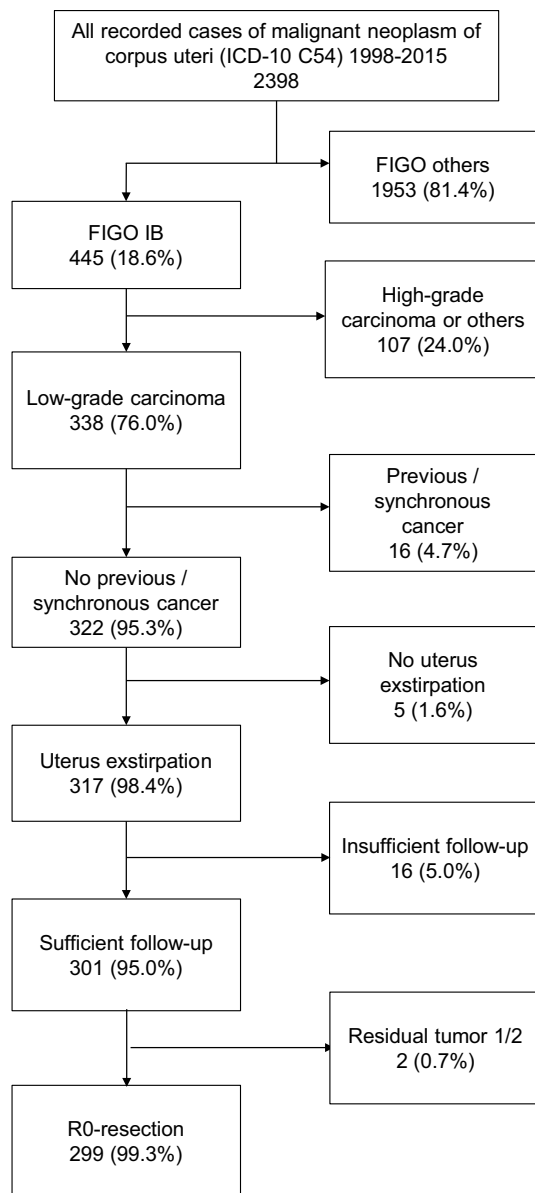 All recorded cases of malignant neoplasm of
corpus uteri (ICD-10 C54) 1998-2015
2398
FIGO others
1953 (81.4%)
FIGO IB
445 (18.6%)
High-grade
carcinoma or others
107 (24.0%)
Low-grade carcinoma
338 (76.0%)
Previous /
synchronous
cancer
16 (4.7%)
No previous /
synchronous cancer
322 (95.3%)
No uterus
exstirpation
5 (1.6%)
Uterus exstirpation
317 (98.4%)
Insufficient follow-up
16 (5.0%)
Sufficient follow-up
301 (95.0%)
Residual tumor 1/2
2 (0.7%)
R0-resection
299 (99.3%)